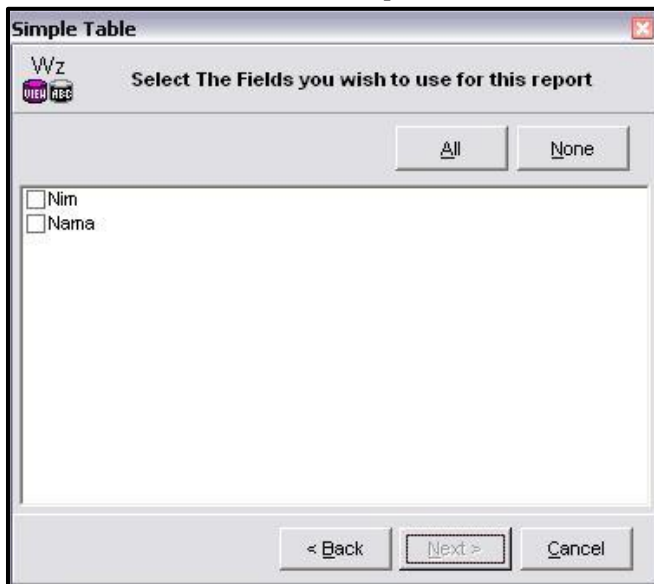 Simple Table
Wz
VIEW ABC
Select The Fields you wish to use for this report
All
None
Nim
Nama
< Back
Next >
Cancel